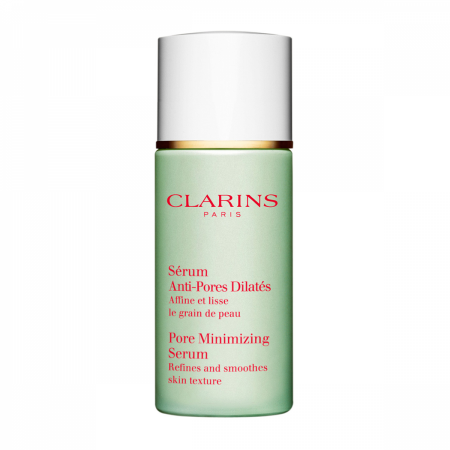 CLARINS
PARIS
Sérum
Anti-Pores Dilatés
Affine et lisse
le grain de peau
Pore Minimizing
Serum
Refines and smoothes
skin texture